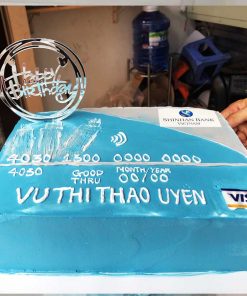 Happy
Birthday!!
SHINHAN BANK
VIETNAM
4030 1300 0000 0000
4030
GOOD
THRU
MONTH/YEAR
00/00
VU THI THAO UYEN
VISA